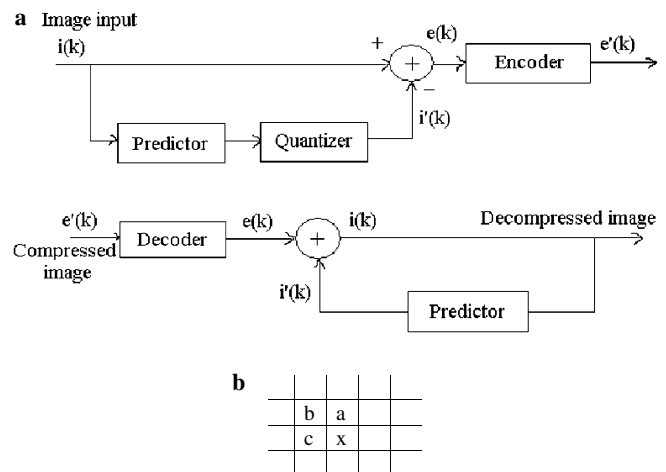 a Image input
i(k)
+
+
−
e(k)
Encoder
e'(k)
Predictor
Quantizer
i'(k)
e'(k)
Compressed
image
Decoder
e(k)
+
i(k)
Decompressed image
i'(k)
Predictor
b
b a
c x